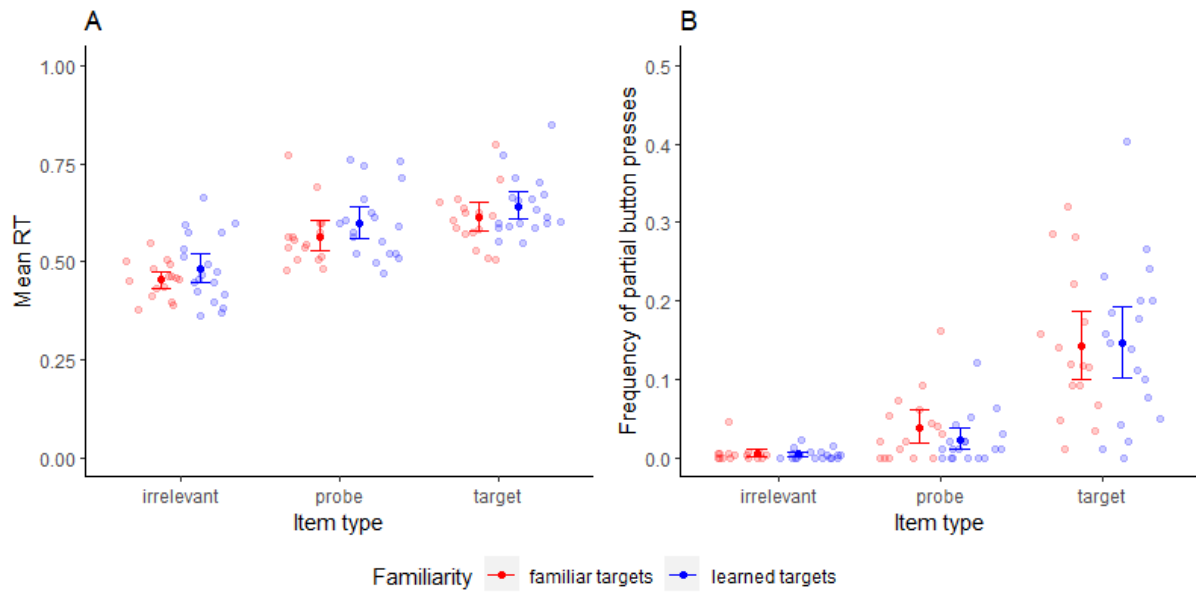 A
Mean RT
1.00
0.75
0.50
0.25
0.00
irrelevant probe target
Item type
B
Frequency of partial button presses
0.5
0.4
0.3
0.2
0.1
0.0
irrelevant probe target
Item type
Familiarity familiar targets learned targets